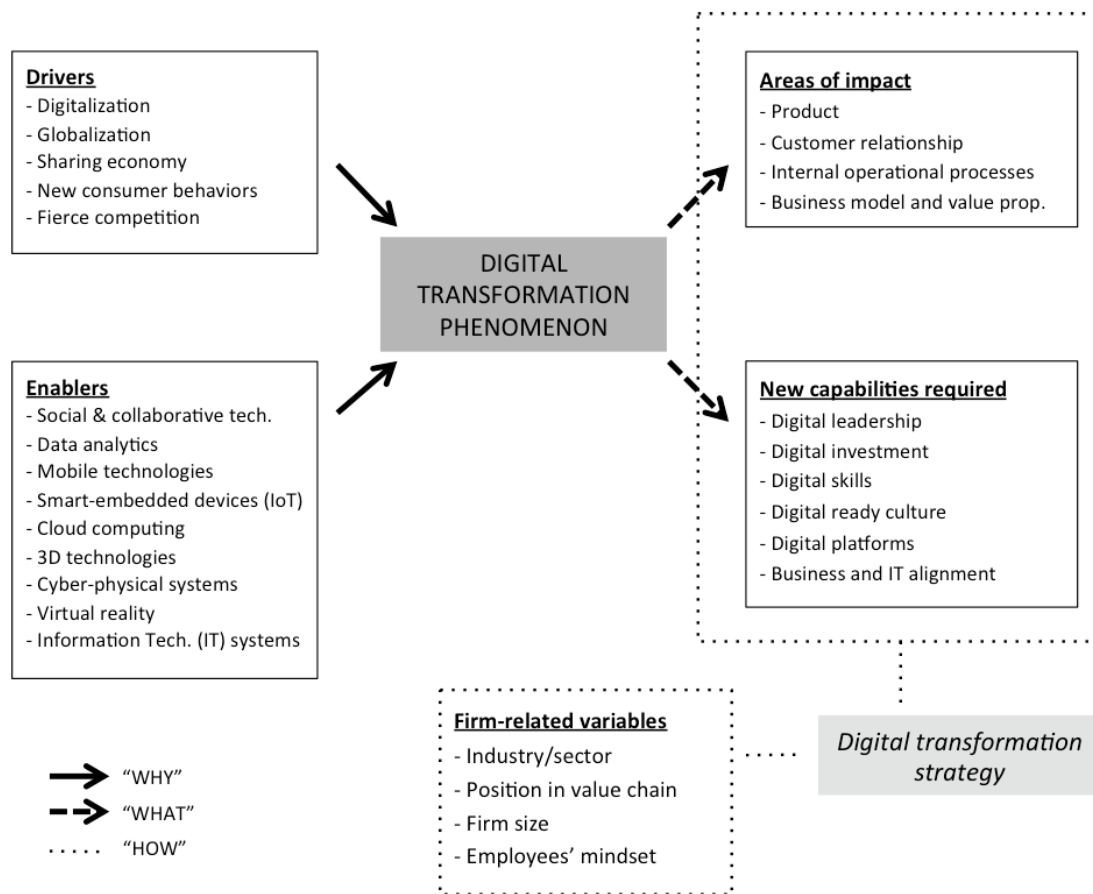 Drivers
- Digitalization
- Globalization
- Sharing economy
- New consumer behaviors
- Fierce competition
Areas of impact
- Product
- Customer relationship
- Internal operational processes
- Business model and value prop.
DIGITAL
TRANSFORMATION
PHENOMENON
Enablers
- Social & collaborative tech.
- Data analytics
- Mobile technologies
- Smart-embedded devices (IoT)
- Cloud computing
- 3D technologies
- Cyber-physical systems
- Virtual reality
- Information Tech. (IT) systems
New capabilities required
- Digital leadership
- Digital investment
- Digital skills
- Digital ready culture
- Digital platforms
- Business and IT alignment
Firm-related variables
- Industry/sector
- Position in value chain
- Firm size
- Employees’ mindset
Digital transformation
strategy
“WHY”
“WHAT”
“HOW”